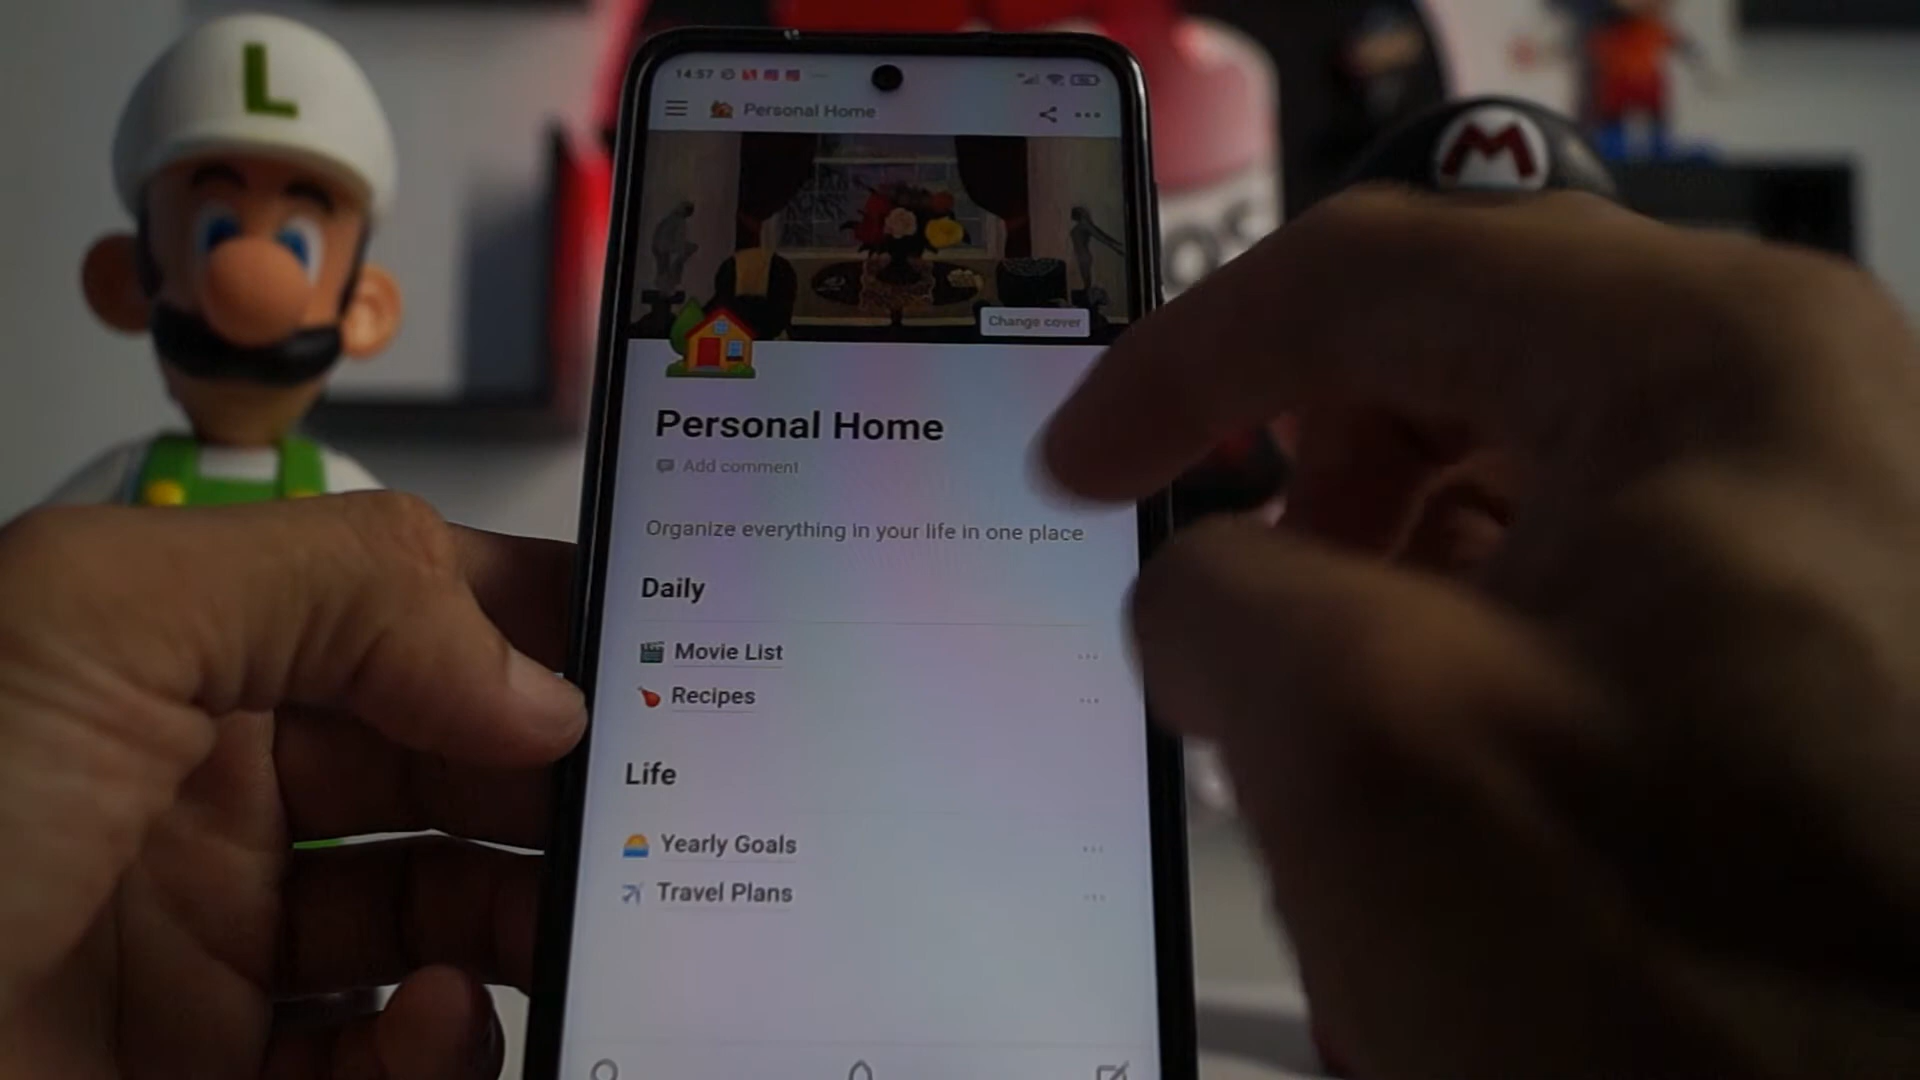 L
M
14:57
Personal Home
Change cover
Personal Home
Add comment
Organize everything in your life in one place
Daily
Movie List
Recipes
Life
Yearly Goals
Travel Plans